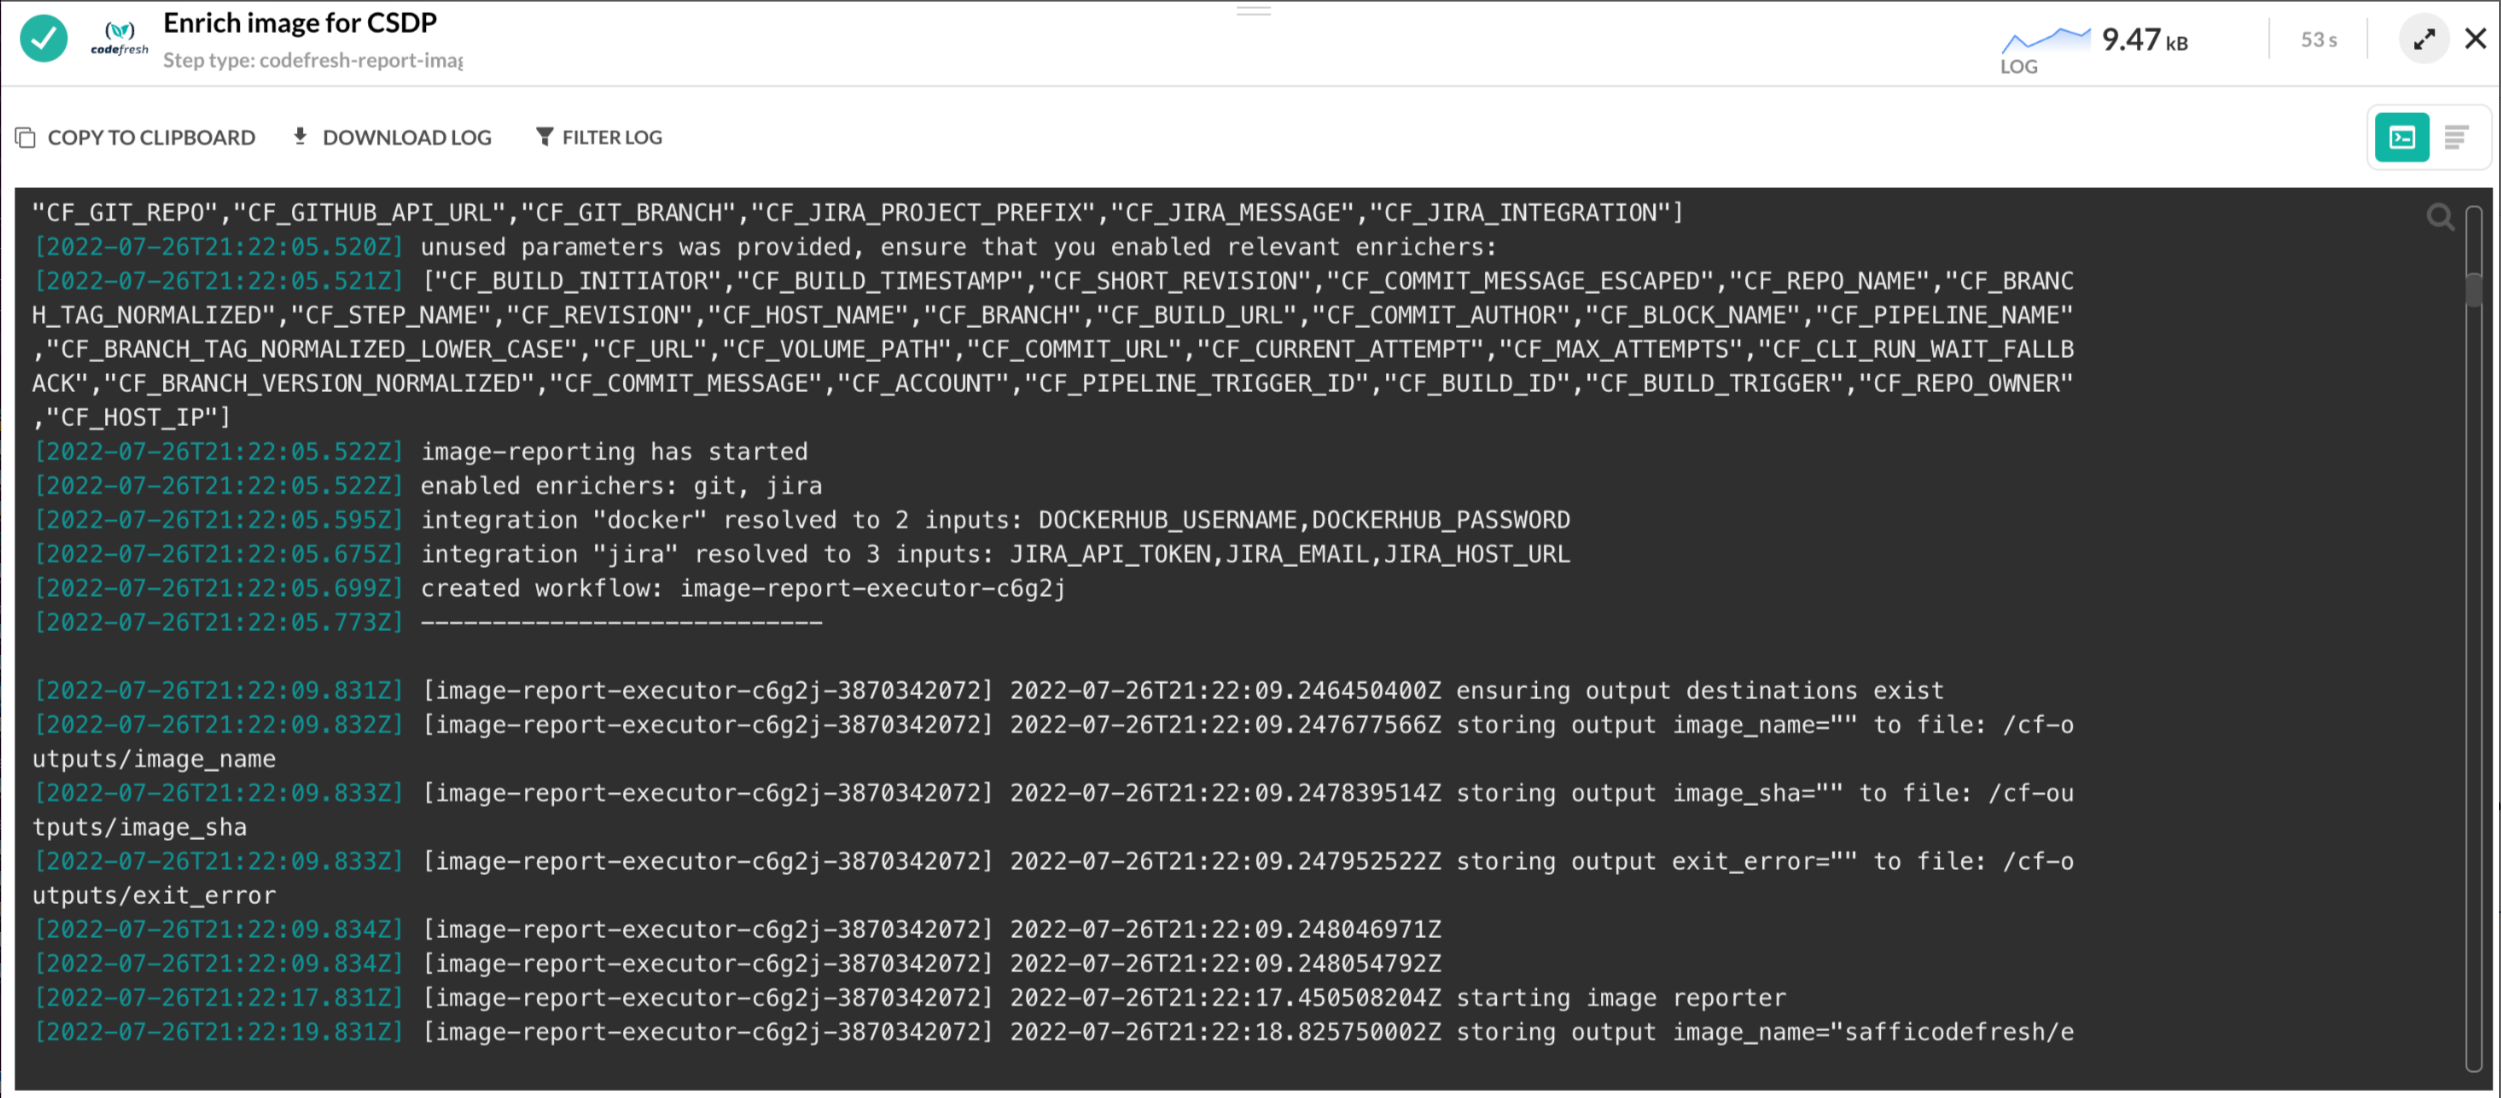 Enrich image for CSDP
codefresh
Step type: codefresh-report-imag
LOG
9.47 kB
53 s
COPY TO CLIPBOARD
DOWNLOAD LOG
FILTER LOG
"CF_GIT_REPO","CF_GITHUB_API_URL","CF_GIT_BRANCH","CF_JIRA_PROJECT_PREFIX","CF_JIRA_MESSAGE","CF_JIRA_INTEGRATION"]
[2022-07-26T21:22:05.520Z] unused parameters was provided, ensure that you enabled relevant enrichers:
[2022-07-26T21:22:05.521Z] ["CF_BUILD_INITIATOR","CF_BUILD_TIMESTAMP","CF_SHORT_REVISION","CF_COMMIT_MESSAGE_ESCAPED","CF_REPO_NAME","CF_BRANC
H_TAG_NORMALIZED","CF_STEP_NAME","CF_REVISION","CF_HOST_NAME","CF_BRANCH","CF_BUILD_URL","CF_COMMIT_AUTHOR","CF_BLOCK_NAME","CF_PIPELINE_NAME"
,"CF_BRANCH_TAG_NORMALIZED_LOWER_CASE","CF_URL","CF_VOLUME_PATH","CF_COMMIT_URL","CF_CURRENT_ATTEMPT","CF_MAX_ATTEMPTS","CF_CLI_RUN_WAIT_FALLB
ACK","CF_BRANCH_VERSION_NORMALIZED","CF_COMMIT_MESSAGE","CF_ACCOUNT","CF_PIPELINE_TRIGGER_ID","CF_BUILD_ID","CF_BUILD_TRIGGER","CF_REPO_OWNER"
,"CF_HOST_IP"]
[2022-07-26T21:22:05.522Z] image-reporting has started
[2022-07-26T21:22:05.522Z] enabled enrichers: git, jira
[2022-07-26T21:22:05.595Z] integration "docker" resolved to 2 inputs: DOCKERHUB_USERNAME,DOCKERHUB_PASSWORD
[2022-07-26T21:22:05.675Z] integration "jira" resolved to 3 inputs: JIRA_API_TOKEN,JIRA_EMAIL,JIRA_HOST_URL
[2022-07-26T21:22:05.699Z] created workflow: image-report-executor-c6g2j
[2022-07-26T21:22:05.773Z] ----------------------------
[2022-07-26T21:22:09.831Z] [image-report-executor-c6g2j-3870342072] 2022-07-26T21:22:09.246450400Z ensuring output destinations exist
[2022-07-26T21:22:09.832Z] [image-report-executor-c6g2j-3870342072] 2022-07-26T21:22:09.247677566Z storing output image_name="" to file: /cf-o
utputs/image_name
[2022-07-26T21:22:09.833Z] [image-report-executor-c6g2j-3870342072] 2022-07-26T21:22:09.247839514Z storing output image_sha="" to file: /cf-ou
tputs/image_sha
[2022-07-26T21:22:09.833Z] [image-report-executor-c6g2j-3870342072] 2022-07-26T21:22:09.247952522Z storing output exit_error="" to file: /cf-o
utputs/exit_error
[2022-07-26T21:22:09.834Z] [image-report-executor-c6g2j-3870342072] 2022-07-26T21:22:09.248046971Z
[2022-07-26T21:22:09.834Z] [image-report-executor-c6g2j-3870342072] 2022-07-26T21:22:09.248054792Z
[2022-07-26T21:22:17.831Z] [image-report-executor-c6g2j-3870342072] 2022-07-26T21:22:17.450508204Z starting image reporter
[2022-07-26T21:22:19.831Z] [image-report-executor-c6g2j-3870342072] 2022-07-26T21:22:18.825750002Z storing output image_name="safficodefresh/e